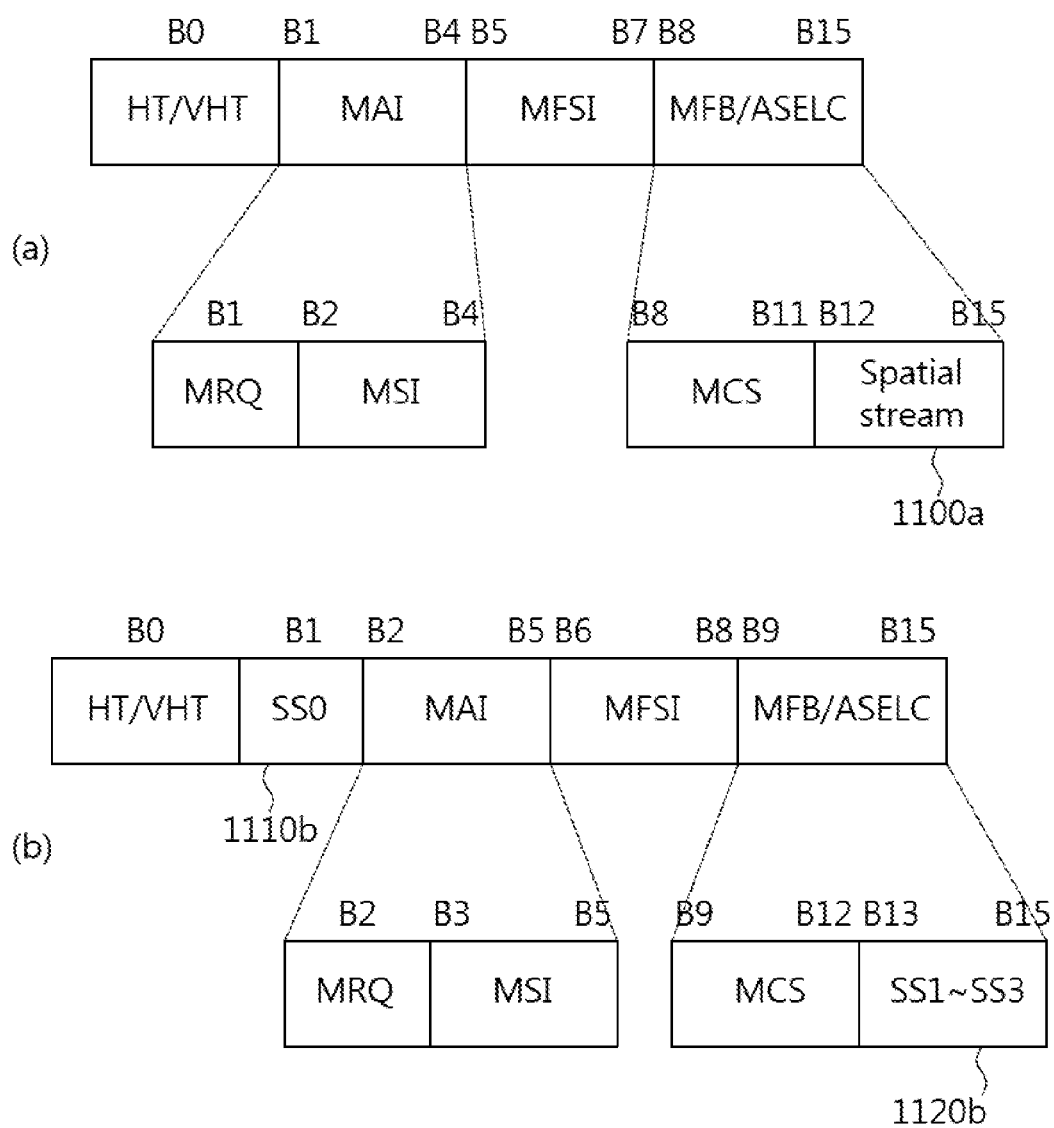 B0 B1 B4 B5 B7 B8 B15
HT/VHT MAI MFSI MFB/ASELC
(a)
B1 B2 B4 B8 B11 B12 B15
MRQ MSI MCS Spatial
stream
1100a
B0 B1 B2 B5 B6 B8 B9 B15
HT/VHT SS0 MAI MFSI MFB/ASELC
1110b
(b)
B2 B3 B5 B9 B12 B13 B15
MRQ MSI MCS SS1~SS3
1120b